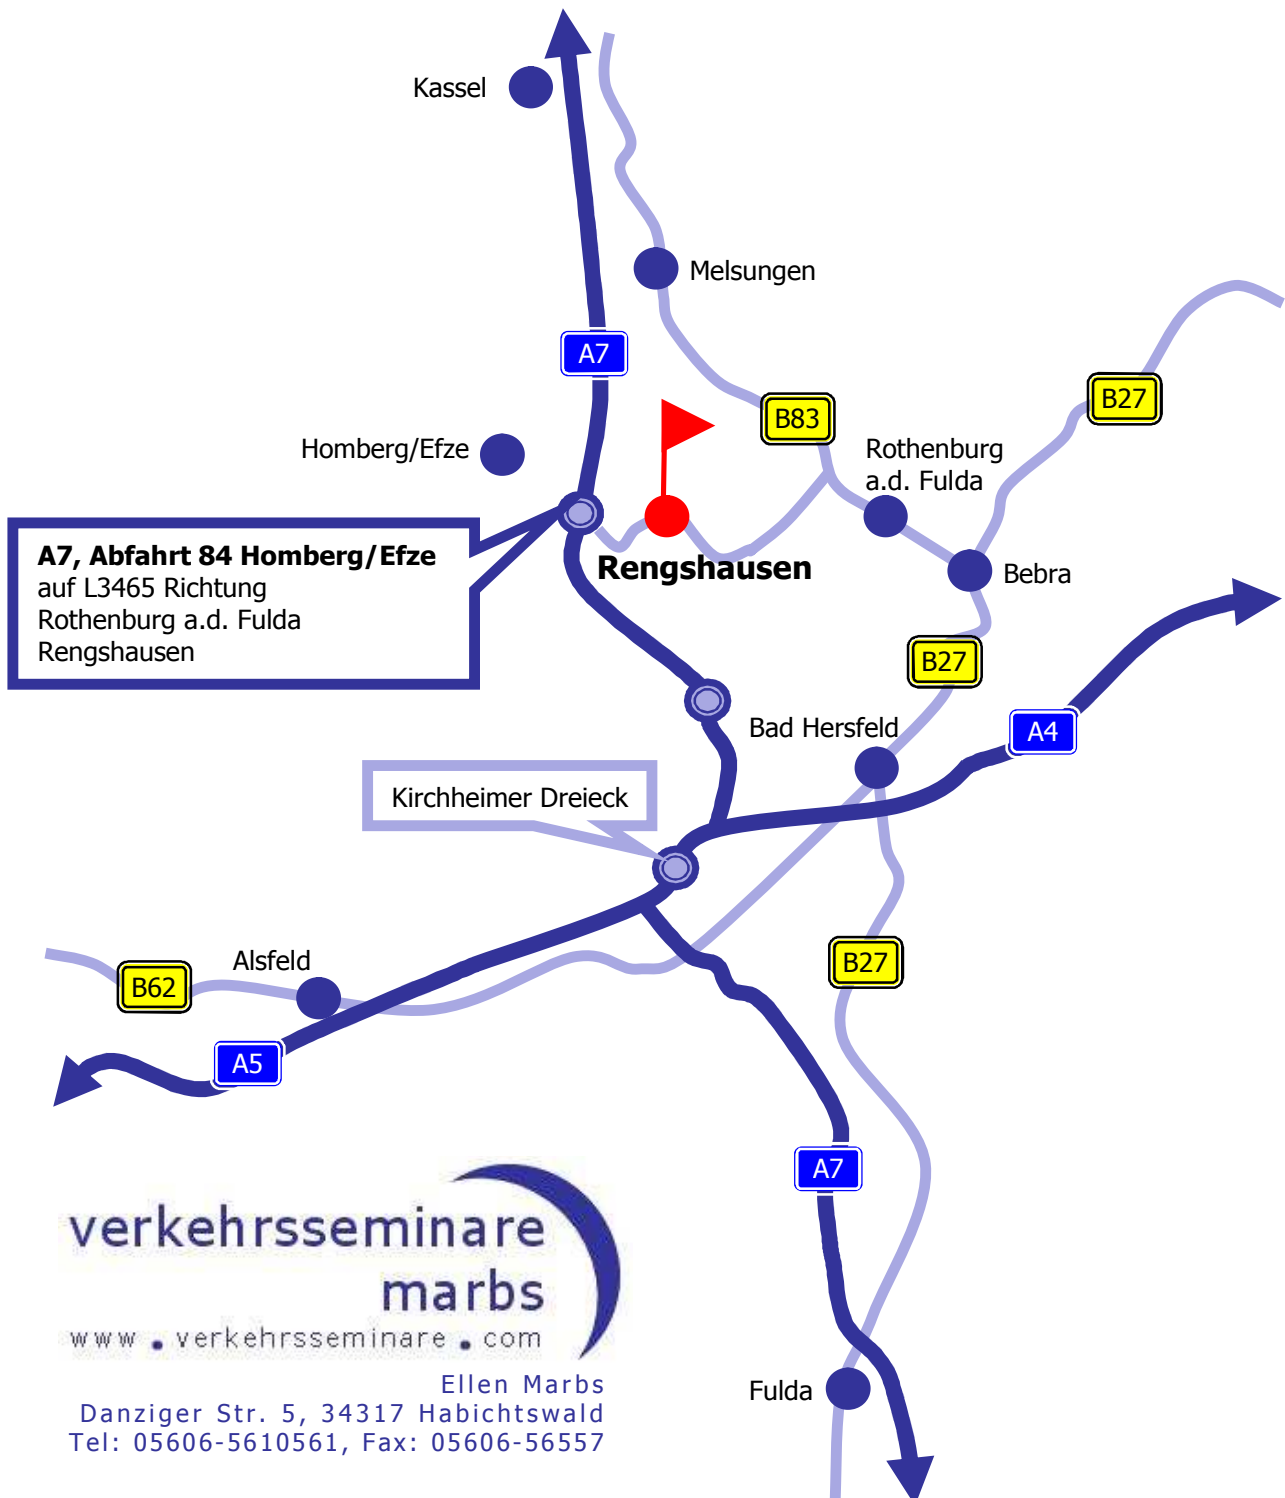 Kassel
Melsungen
A7
B27
B83
Homberg/Efze
Rothenburg
a.d. Fulda
A7, Abfahrt 84 Homberg/Efze
auf L3465 Richtung
Rothenburg a.d. Fulda
Rengshausen
Rengshausen
Bebra
B27
Bad Hersfeld
A4
Kirchheimer Dreieck
Alsfeld
B27
B62
A5
A7
verkehrsseminare
marbs
www.verkehrsseminare.com
Fulda
Ellen Marbs
Danziger Str. 5, 34317 Habichtswald
Tel: 05606-5610561, Fax: 05606-56557